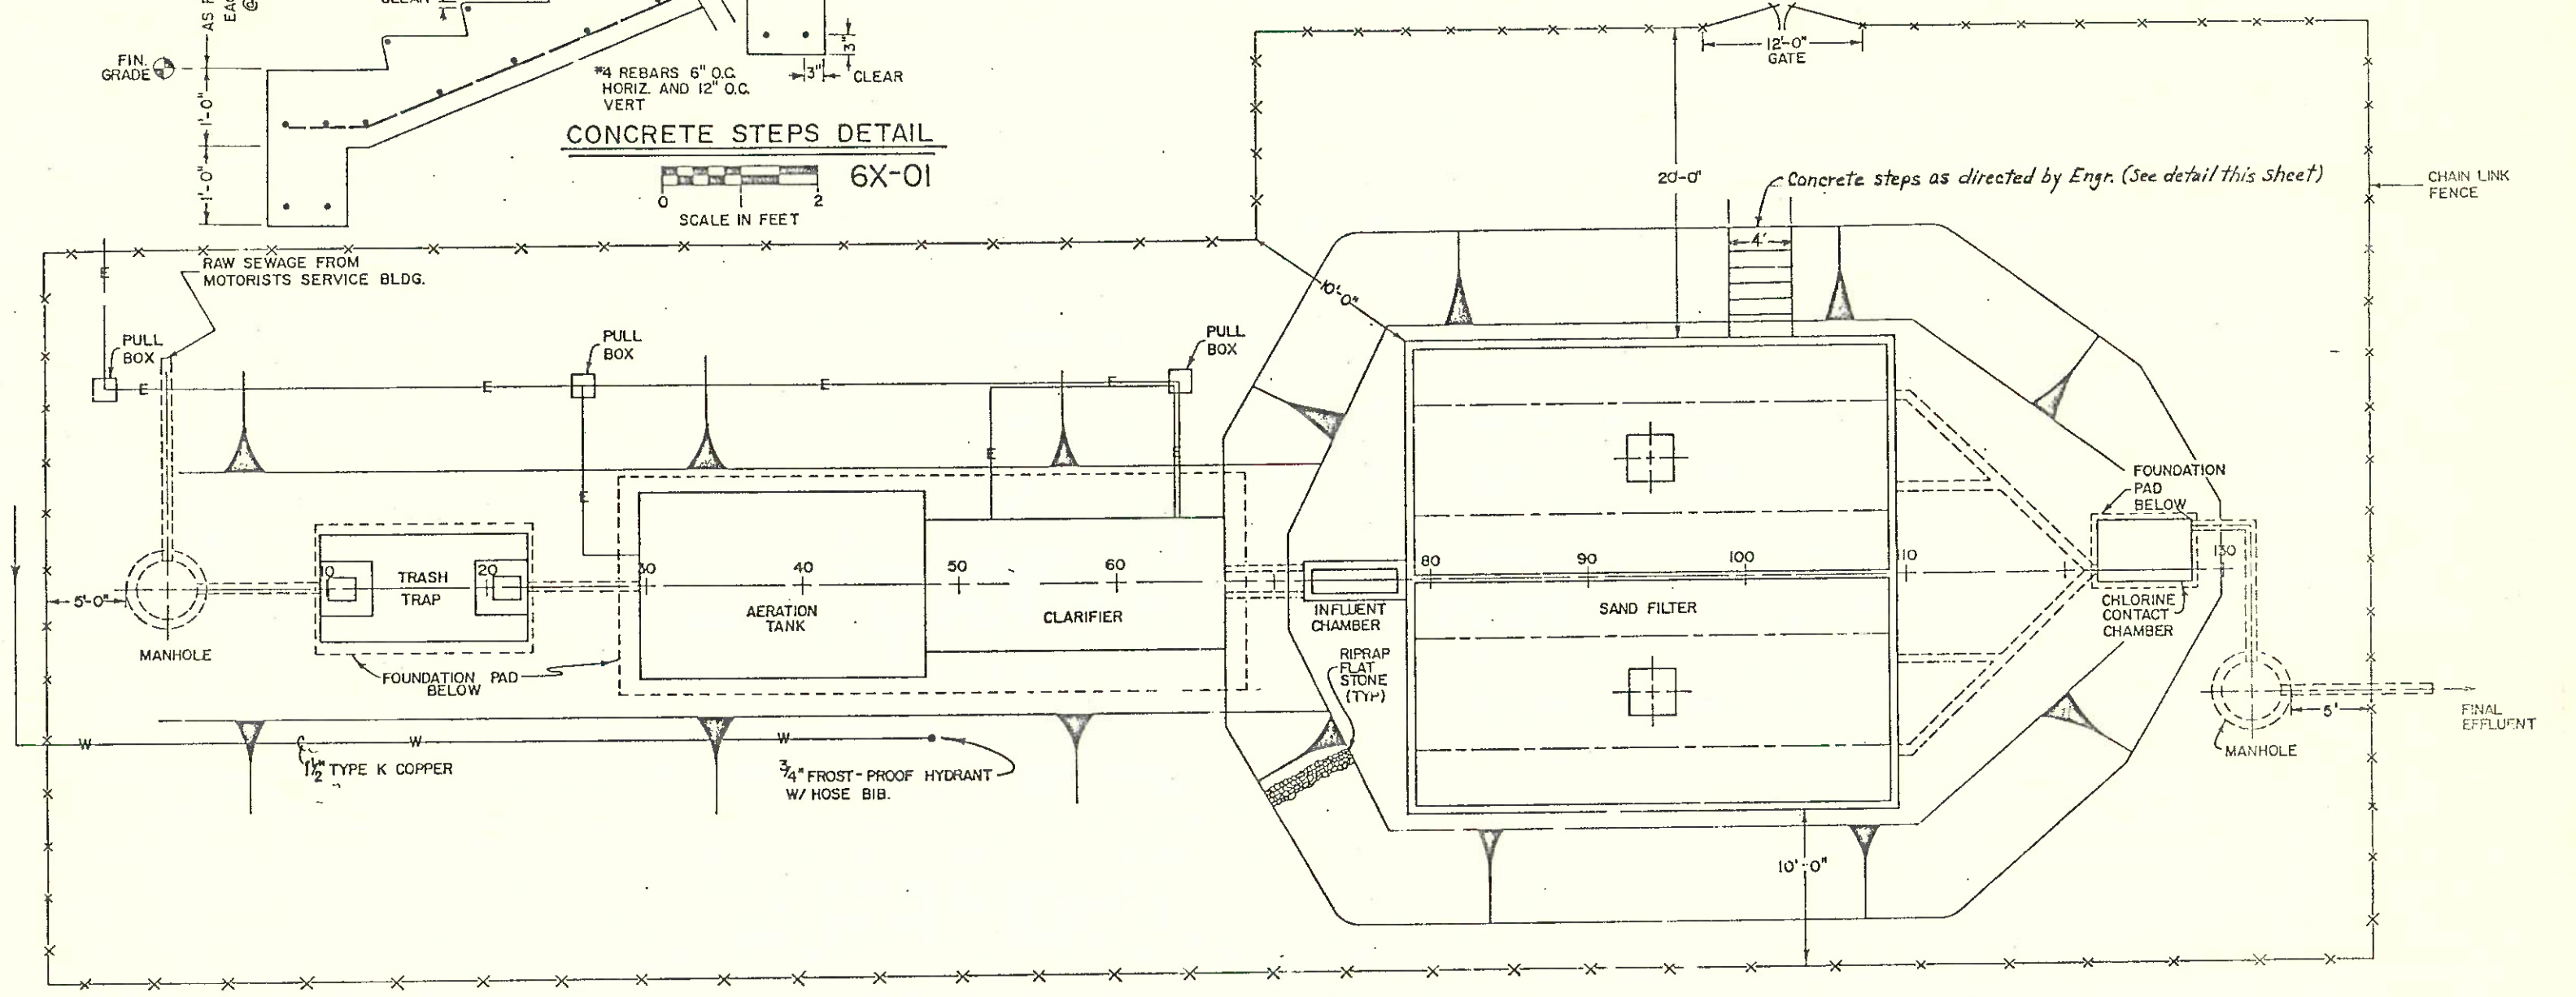 CLEAR
AS
EAC
@
FIN.
GRADE
1'-0"
1'-0"
3"
3"
CLEAR
#4 REBARS 6" O.C.
HORIZ. AND 12" O.C.
VERT
CONCRETE STEPS DETAIL
6X-01
0 1 2
SCALE IN FEET
12'-0"
GATE
20'-0"
Concrete steps as directed by Engr. (See detail this sheet)
CHAIN LINK
FENCE
4'
10'-0"
RAW SEWAGE FROM
MOTORISTS SERVICE BLDG.
E
PULL
BOX
PULL
BOX
PULL
BOX
E
E
E
E
E
E
E
FOUNDATION
PAD
BELOW
10
TRASH
TRAP
20
30
40
50
60
80
90
100
110
130
5'-0"
MANHOLE
AERATION
TANK
CLARIFIER
INFLUENT
CHAMBER
SAND FILTER
CHLORINE
CONTACT
CHAMBER
FOUNDATION PAD
BELOW
RIPRAP
FLAT
STONE
(TYP)
5'
FINAL
EFFLUENT
MANHOLE
W
W
W
1½" TYPE K COPPER
3/4" FROST-PROOF HYDRANT
W/ HOSE BIB.
10'-0"